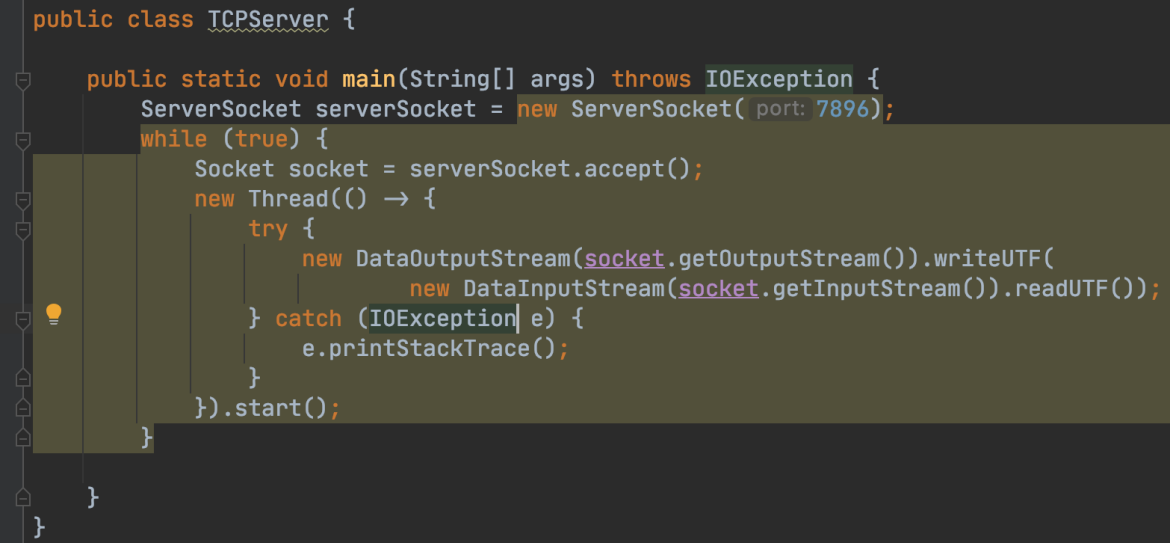 public class TCPServer {
public static void main(String[] args) throws IOException {
ServerSocket serverSocket = new ServerSocket( port: 7896);
while (true) {
Socket socket = serverSocket.accept();
new Thread(() -> {
try {
new DataOutputStream(socket.getOutputStream()).writeUTF(
new DataInputStream(socket.getInputStream()).readUTF());
} catch (IOException e) {
e.printStackTrace();
}
}).start();
}
}
}